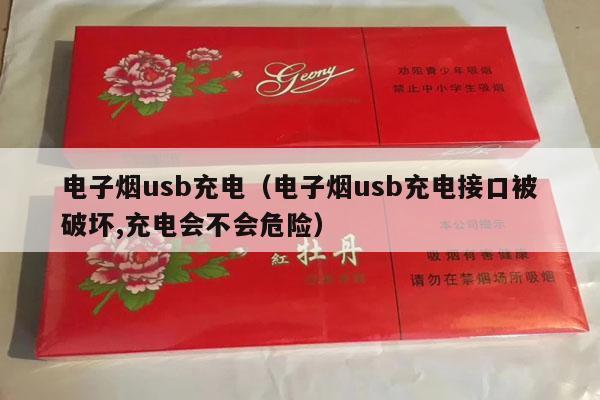 Geony
劝阻青少年吸烟
禁止中小学生吸烟
电子烟usb充电（电子烟usb充电接口被
破坏,充电会不会危险）
本公司提示
紅牡丹
吸烟有害健康
请勿在禁烟场所吸烟